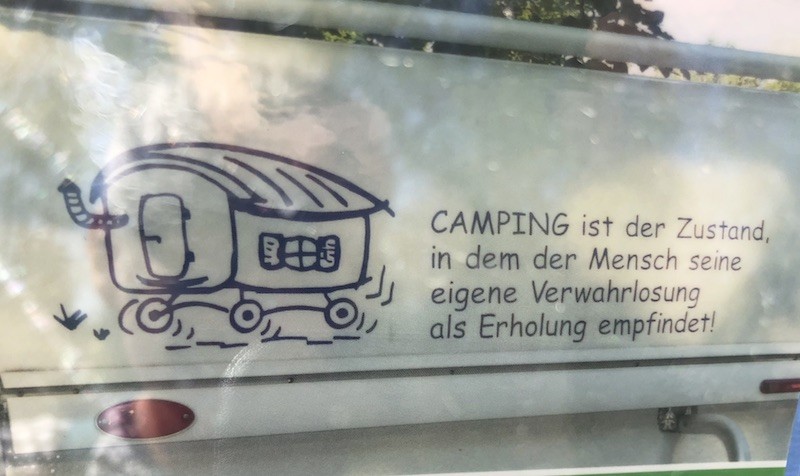 CAMPING ist der Zustand,
in dem der Mensch seine
eigene Verwahrlosung
als Erholung empfindet!